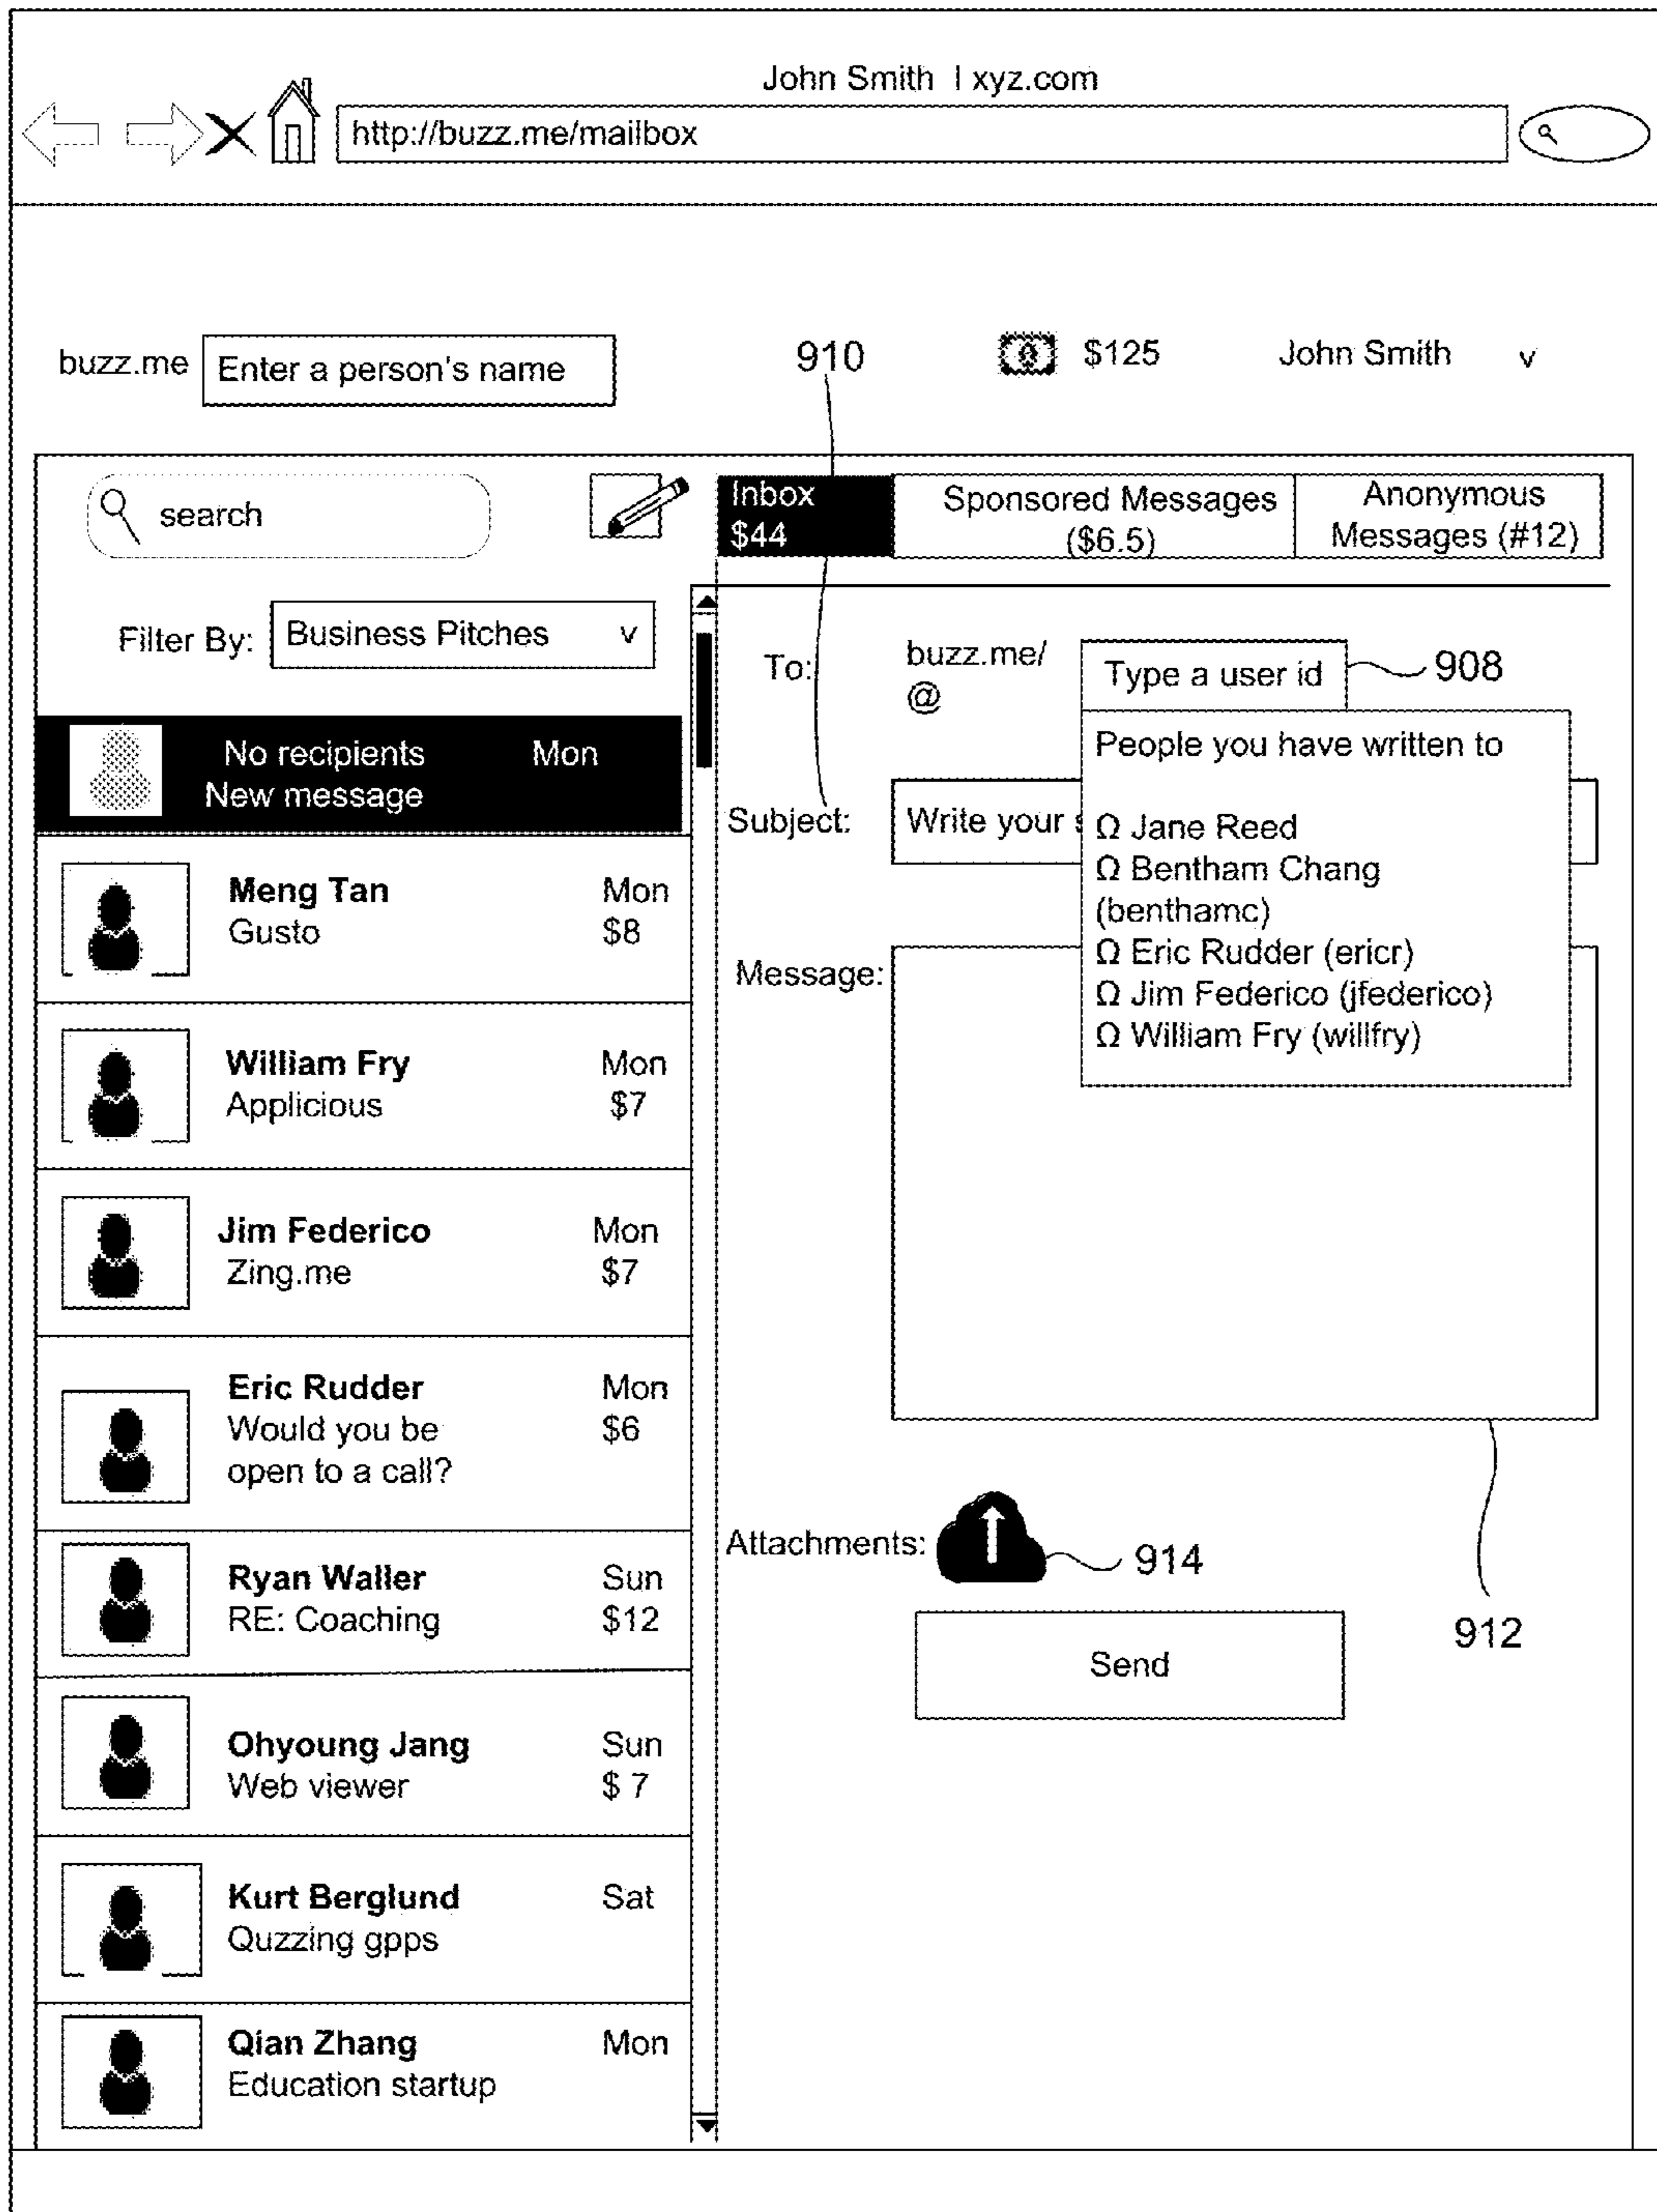 John Smith | xyz.com
http://buzz.me/mailbox
buzz.me
Enter a person's name
910
$125
John Smith v
search
Inbox
$44
Sponsored Messages
($6.5)
Anonymous
Messages (#12)
Filter By:
Business Pitches v
No recipients Mon
New message
Meng Tan Mon
Gusto $8
William Fry Mon
Applicious $7
Jim Federico Mon
Zing.me $7
Eric Rudder Mon
Would you be $6
open to a call?
Ryan Waller Sun
RE: Coaching $12
Ohyoung Jang Sun
Web viewer $ 7
Kurt Berglund Sat
Quzzing gpps
Qian Zhang Mon
Education startup
To:
buzz.me/
@
Type a user id
908
People you have written to
Ω Jane Reed
Ω Bentham Chang
(benthamc)
Ω Eric Rudder (ericr)
Ω Jim Federico (jfederico)
Ω William Fry (willfry)
Subject:
Write your
Message:
Attachments:
914
912
Send